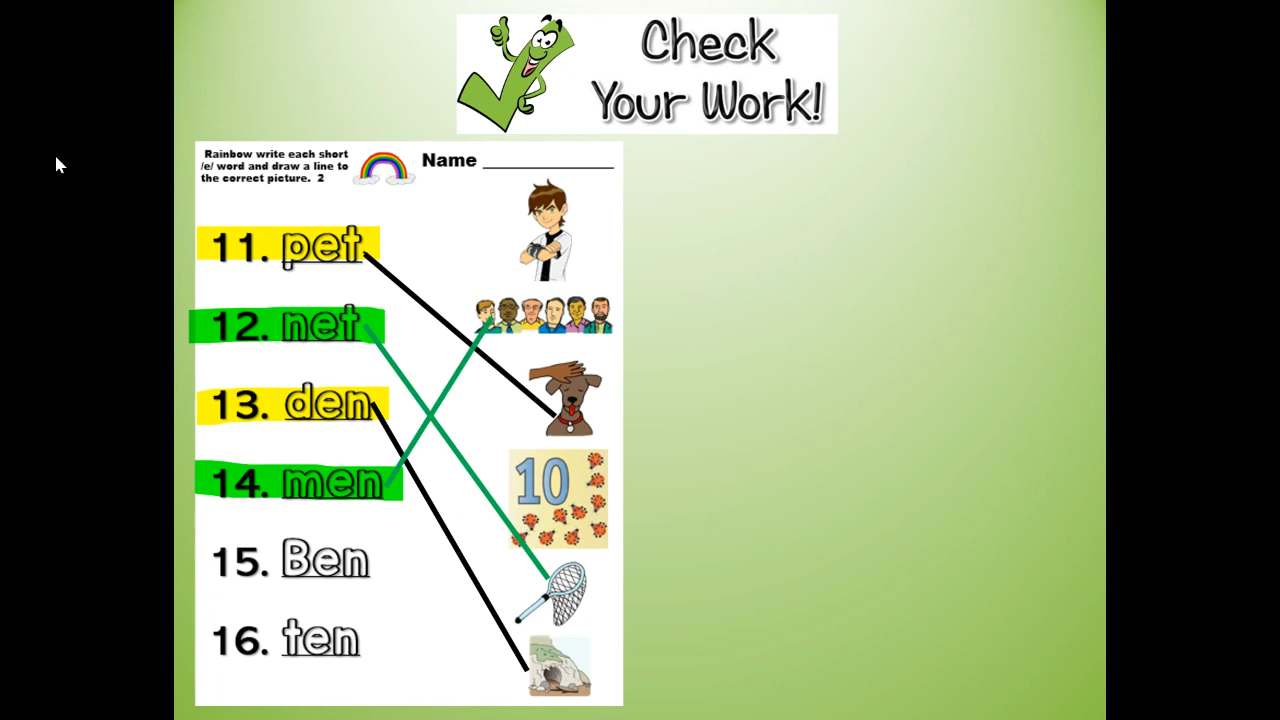 Check
Your Work!
Rainbow write each short
/e/ word and draw a line to
the correct picture. 2
Name ________________
11. pet
12. net
13. den
14. men
10
15. Ben
16. ten